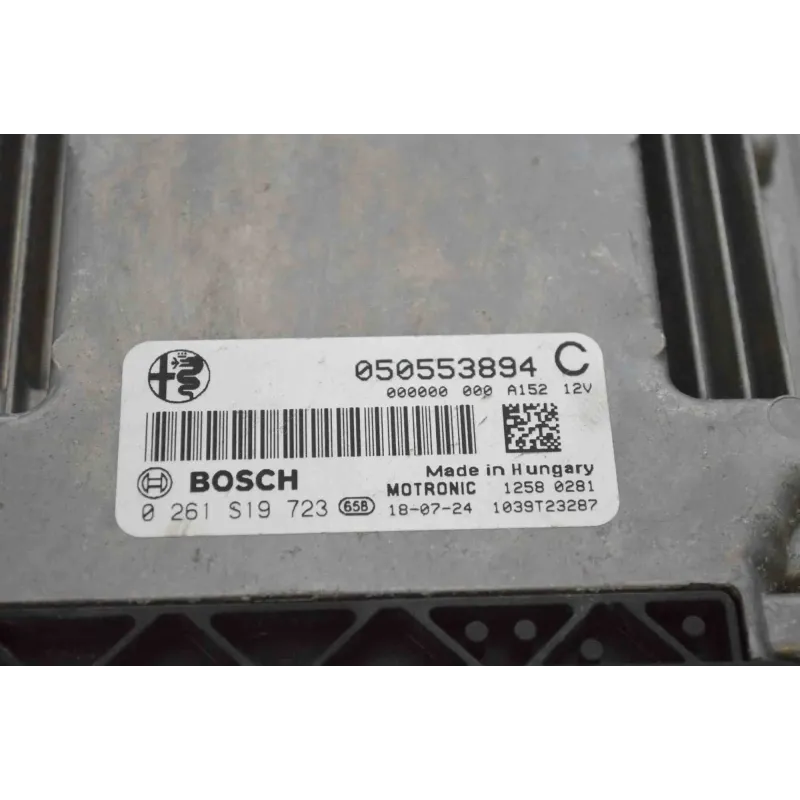 050553894 C
000000 000 A152 12V
BOSCH
Made in Hungary
MOTRONIC 1258 0281
0 261 S19 723 65B 18-07-24 1039T23287